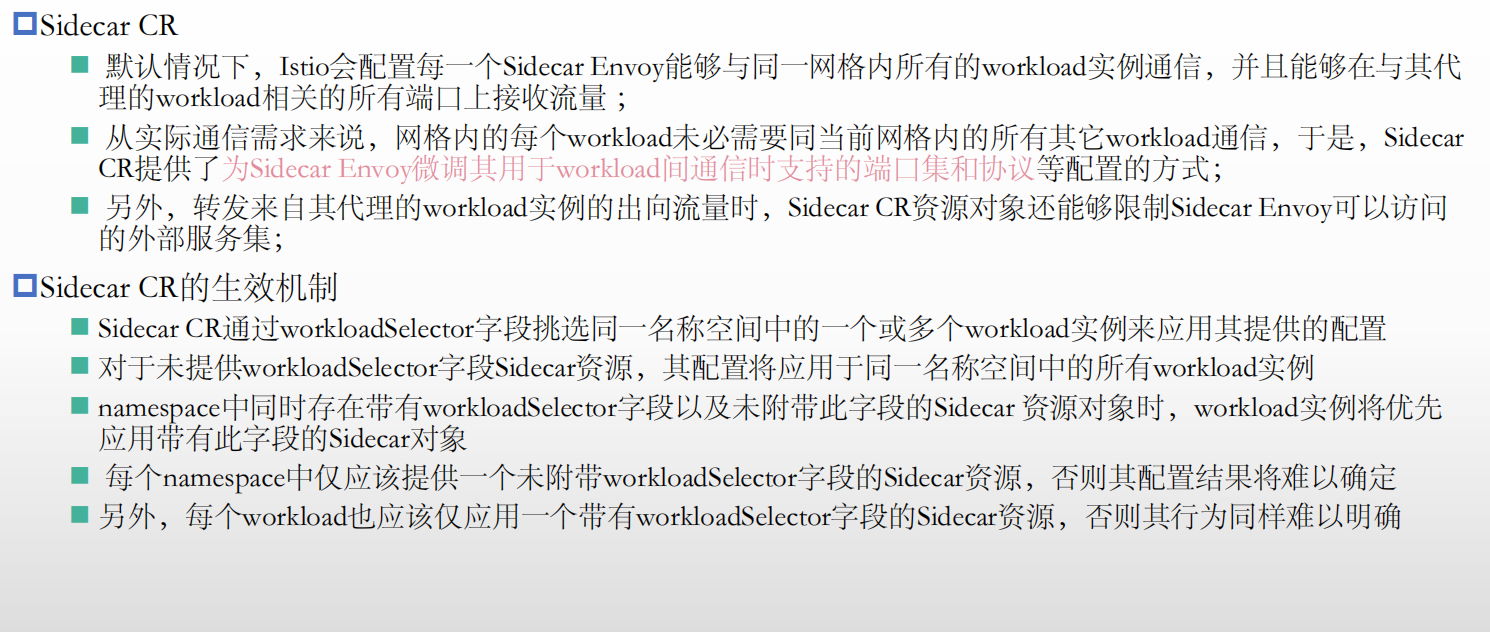 Sidecar CR
默认情况下，Istio会配置每一个Sidecar Envoy能够与同一网格内所有的workload实例通信，并且能够在与其代
理的workload相关的所有端口上接收流量；
从实际通信需求来说，网格内的每个workload未必需要同当前网格内的所有其它workload通信，于是，Sidecar
CR提供了为Sidecar Envoy微调其用于workload间通信时支持的端口集和协议等配置的方式；
另外，转发来自其代理的workload实例的出向流量时，Sidecar CR资源对象还能够限制Sidecar Envoy可以访问
的外部服务集；
Sidecar CR的生效机制
Sidecar CR通过workloadSelector字段挑选同一名称空间中的一个或多个workload实例来应用其提供的配置
对于未提供workloadSelector字段Sidecar资源，其配置将应用于同一名称空间中的所有workload实例
namespace中同时存在带有workloadSelector字段以及未附带此字段的Sidecar 资源对象时，workload实例将优先
应用带有此字段的Sidecar对象
每个namespace中仅应该提供一个未附带workloadSelector字段的Sidecar资源，否则其配置结果将难以确定
另外，每个workload也应该仅应用一个带有workloadSelector字段的Sidecar资源，否则其行为同样难以明确